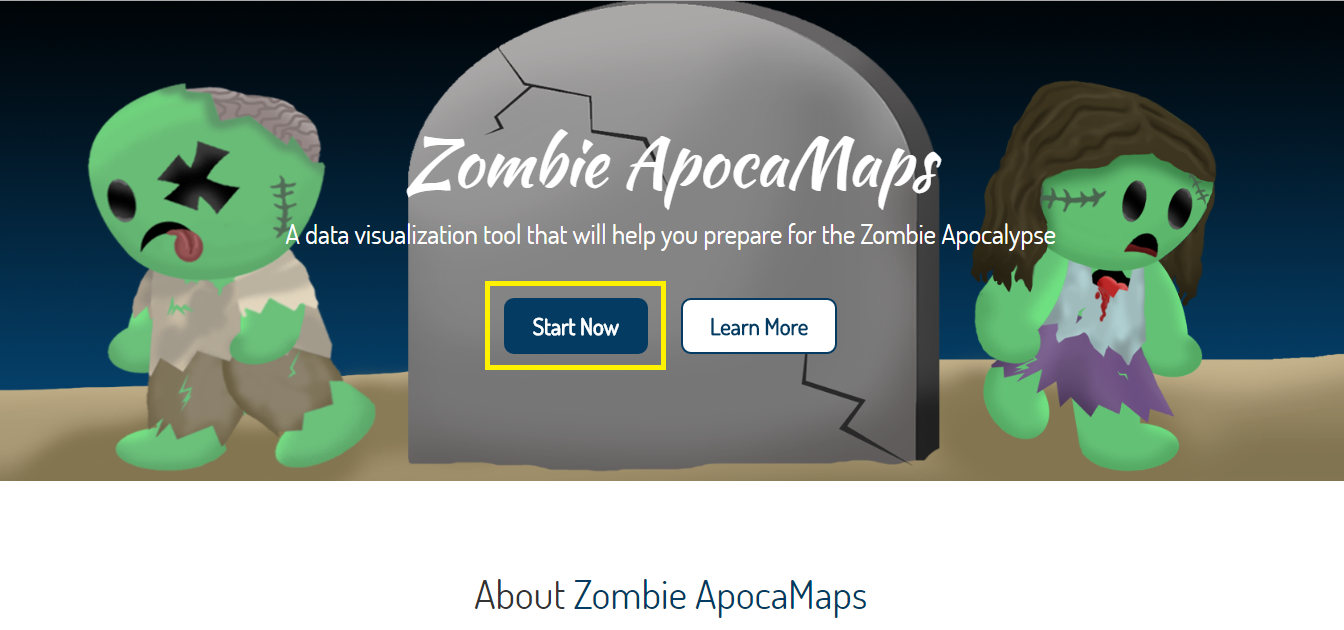 Zombie ApocaMaps
A data visualization tool that will help you prepare for the Zombie Apocalypse
Start Now
Learn More
About Zombie ApocaMaps